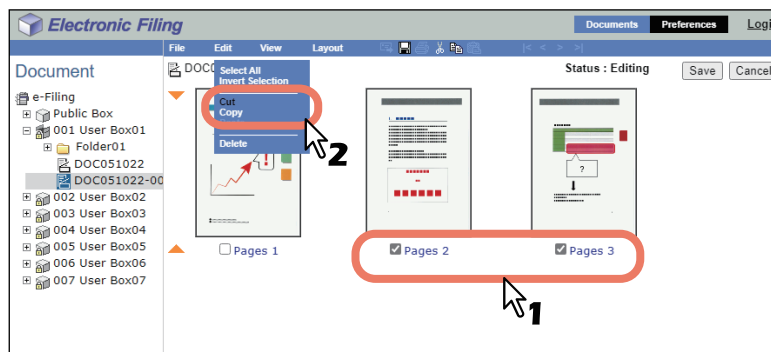 Electronic Filing
Documents Preferences Logi
File Edit View Layout
Document
DOC
Status : Editing Save Cancel
Select All
Invert Selection
Cut
Copy
Delete
e-Filing
Public Box
001 User Box01
Folder01
DOC051022
DOC051022-00
002 User Box02
003 User Box03
004 User Box04
005 User Box05
006 User Box06
007 User Box07
!
?
Pages 1 Pages 2 Pages 3
2
1